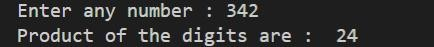 Enter any number : 342
Product of the digits are :  24